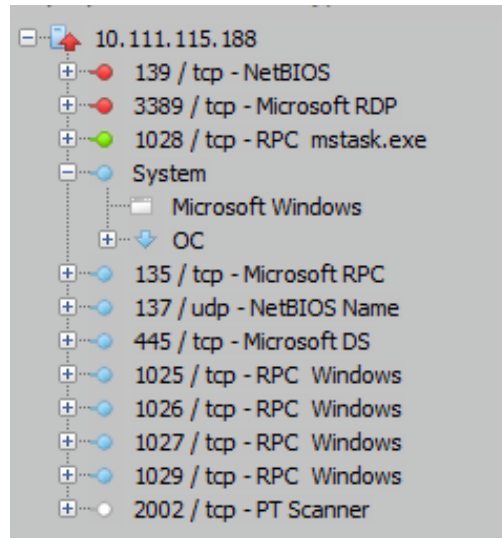 10.111.115.188
139 / tcp - NetBIOS
3389 / tcp - Microsoft RDP
1028 / tcp - RPC mstask.exe
System
Microsoft Windows
OC
135 / tcp - Microsoft RPC
137 / udp - NetBIOS Name
445 / tcp - Microsoft DS
1025 / tcp - RPC Windows
1026 / tcp - RPC Windows
1027 / tcp - RPC Windows
1029 / tcp - RPC Windows
2002 / tcp - PT Scanner